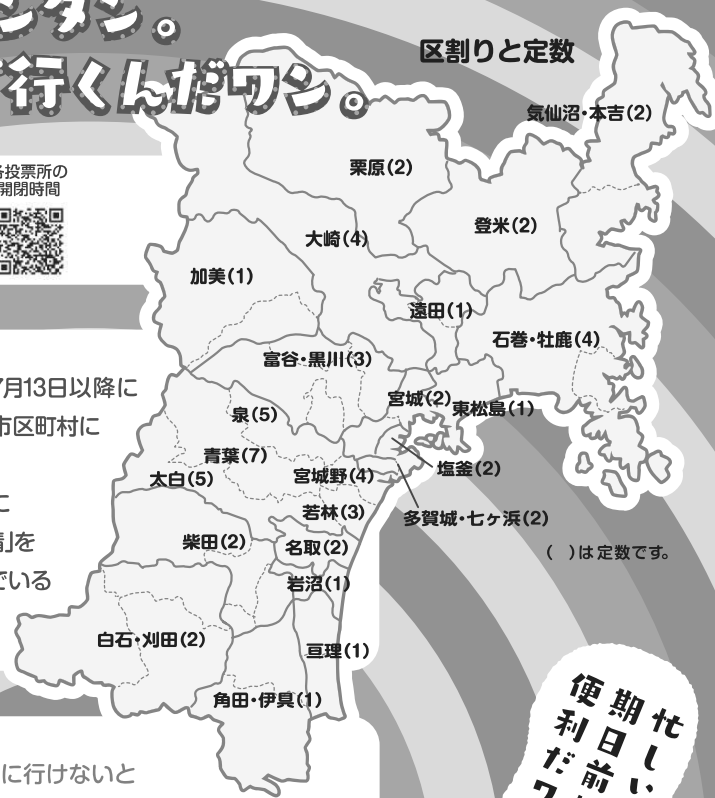 ンタン。
行くんだワン。
区割りと定数
気仙沼・本吉(2)
栗原(2)
登米(2)
大崎(4)
加美(1)
遠田(1)
石巻・牡鹿(4)
富谷・黒川(3)
宮城(2)
東松島(1)
泉(5)
青葉(7)
塩釜(2)
太白(5)
宮城野(4)
若林(3)
多賀城・七ヶ浜(2)
柴田(2)
名取(2)
( )は定数です。
岩沼(1)
白石・刈田(2)
亘理(1)
角田・伊具(1)
投票所の
開閉時間
7月13日以降に
市区町村に
に
」を
でいる
に行けないと
忙しい
期日前
便利だワ